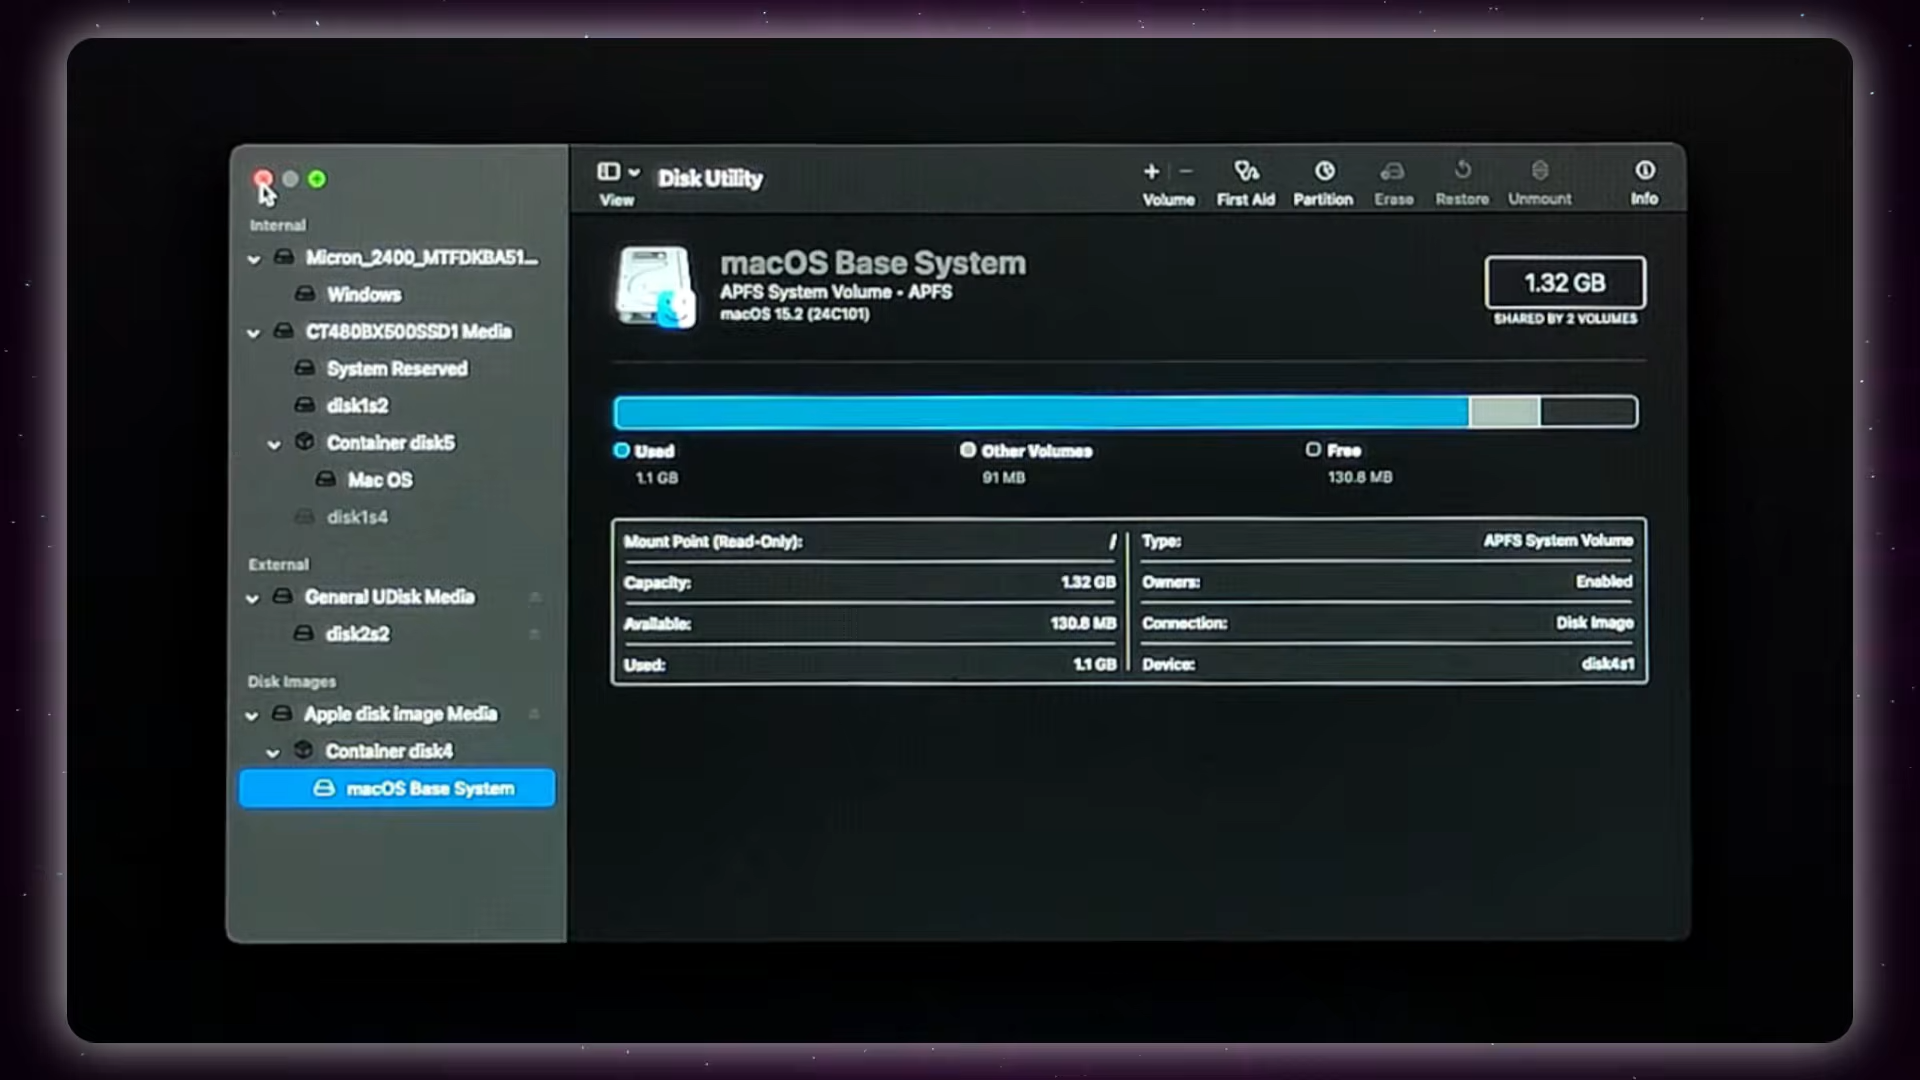 Internal
Micron_2400_MTFDKBA51...
Windows
CT480BX500SSD1 Media
System Reserved
disk1s2
Container disk5
Mac OS
disk1s4
External
General UDisk Media
disk2s2
Disk Images
Apple disk image Media
Container disk4
macOS Base System
View
Disk Utility
Volume
First Aid
Partition
Erase
Restore
Unmount
Info
macOS Base System
APFS System Volume - APFS
macOS 15.2 (24C101)
1.32 GB
SHARED BY 2 VOLUMES
Used
1.1 GB
Other Volumes
91 MB
Free
130.8 MB
Mount Point (Read-Only): /
Capacity: 1.32 GB
Available: 130.8 MB
Used: 1.1 GB
Type: APFS System Volume
Owners: Enabled
Connection: Disk Image
Device: disk4s1